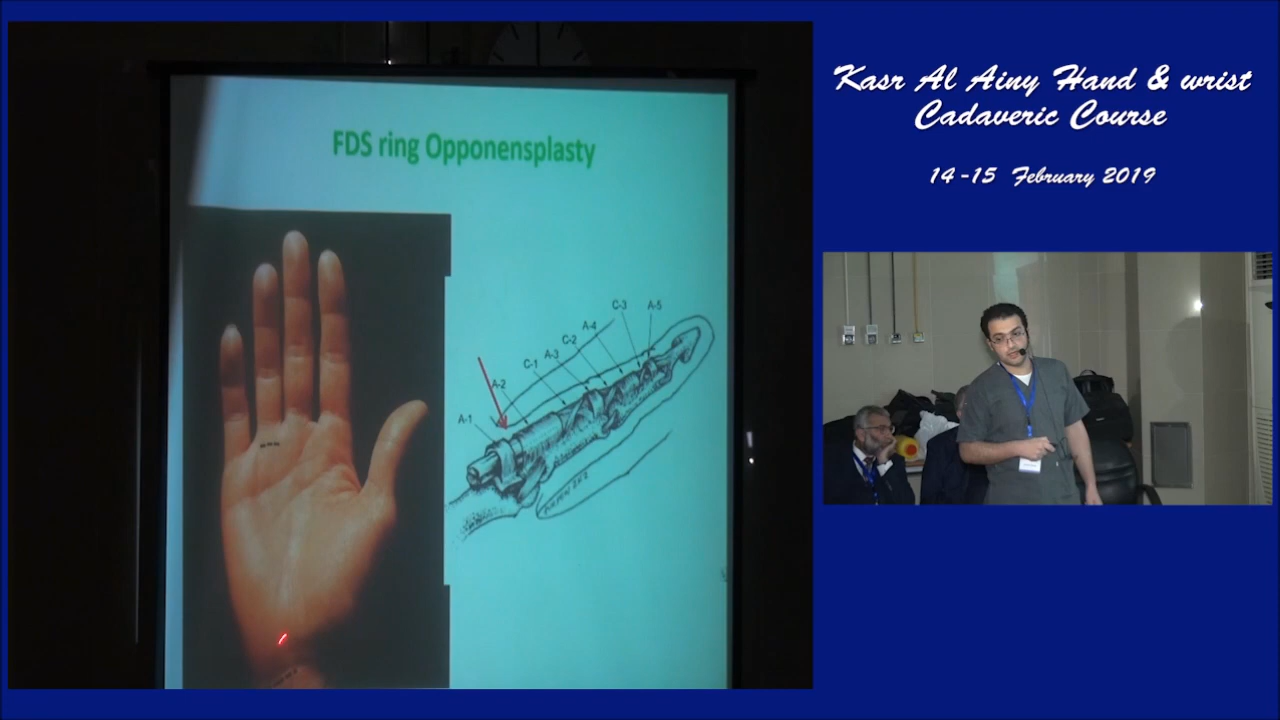 Kasr Al Ainy Hand & wrist
Cadaveric Course
14-15 February 2019
FDS ring Opponensplasty
C-3
A-5
A-4
C-2
A-3
C-1
A-2
A-1